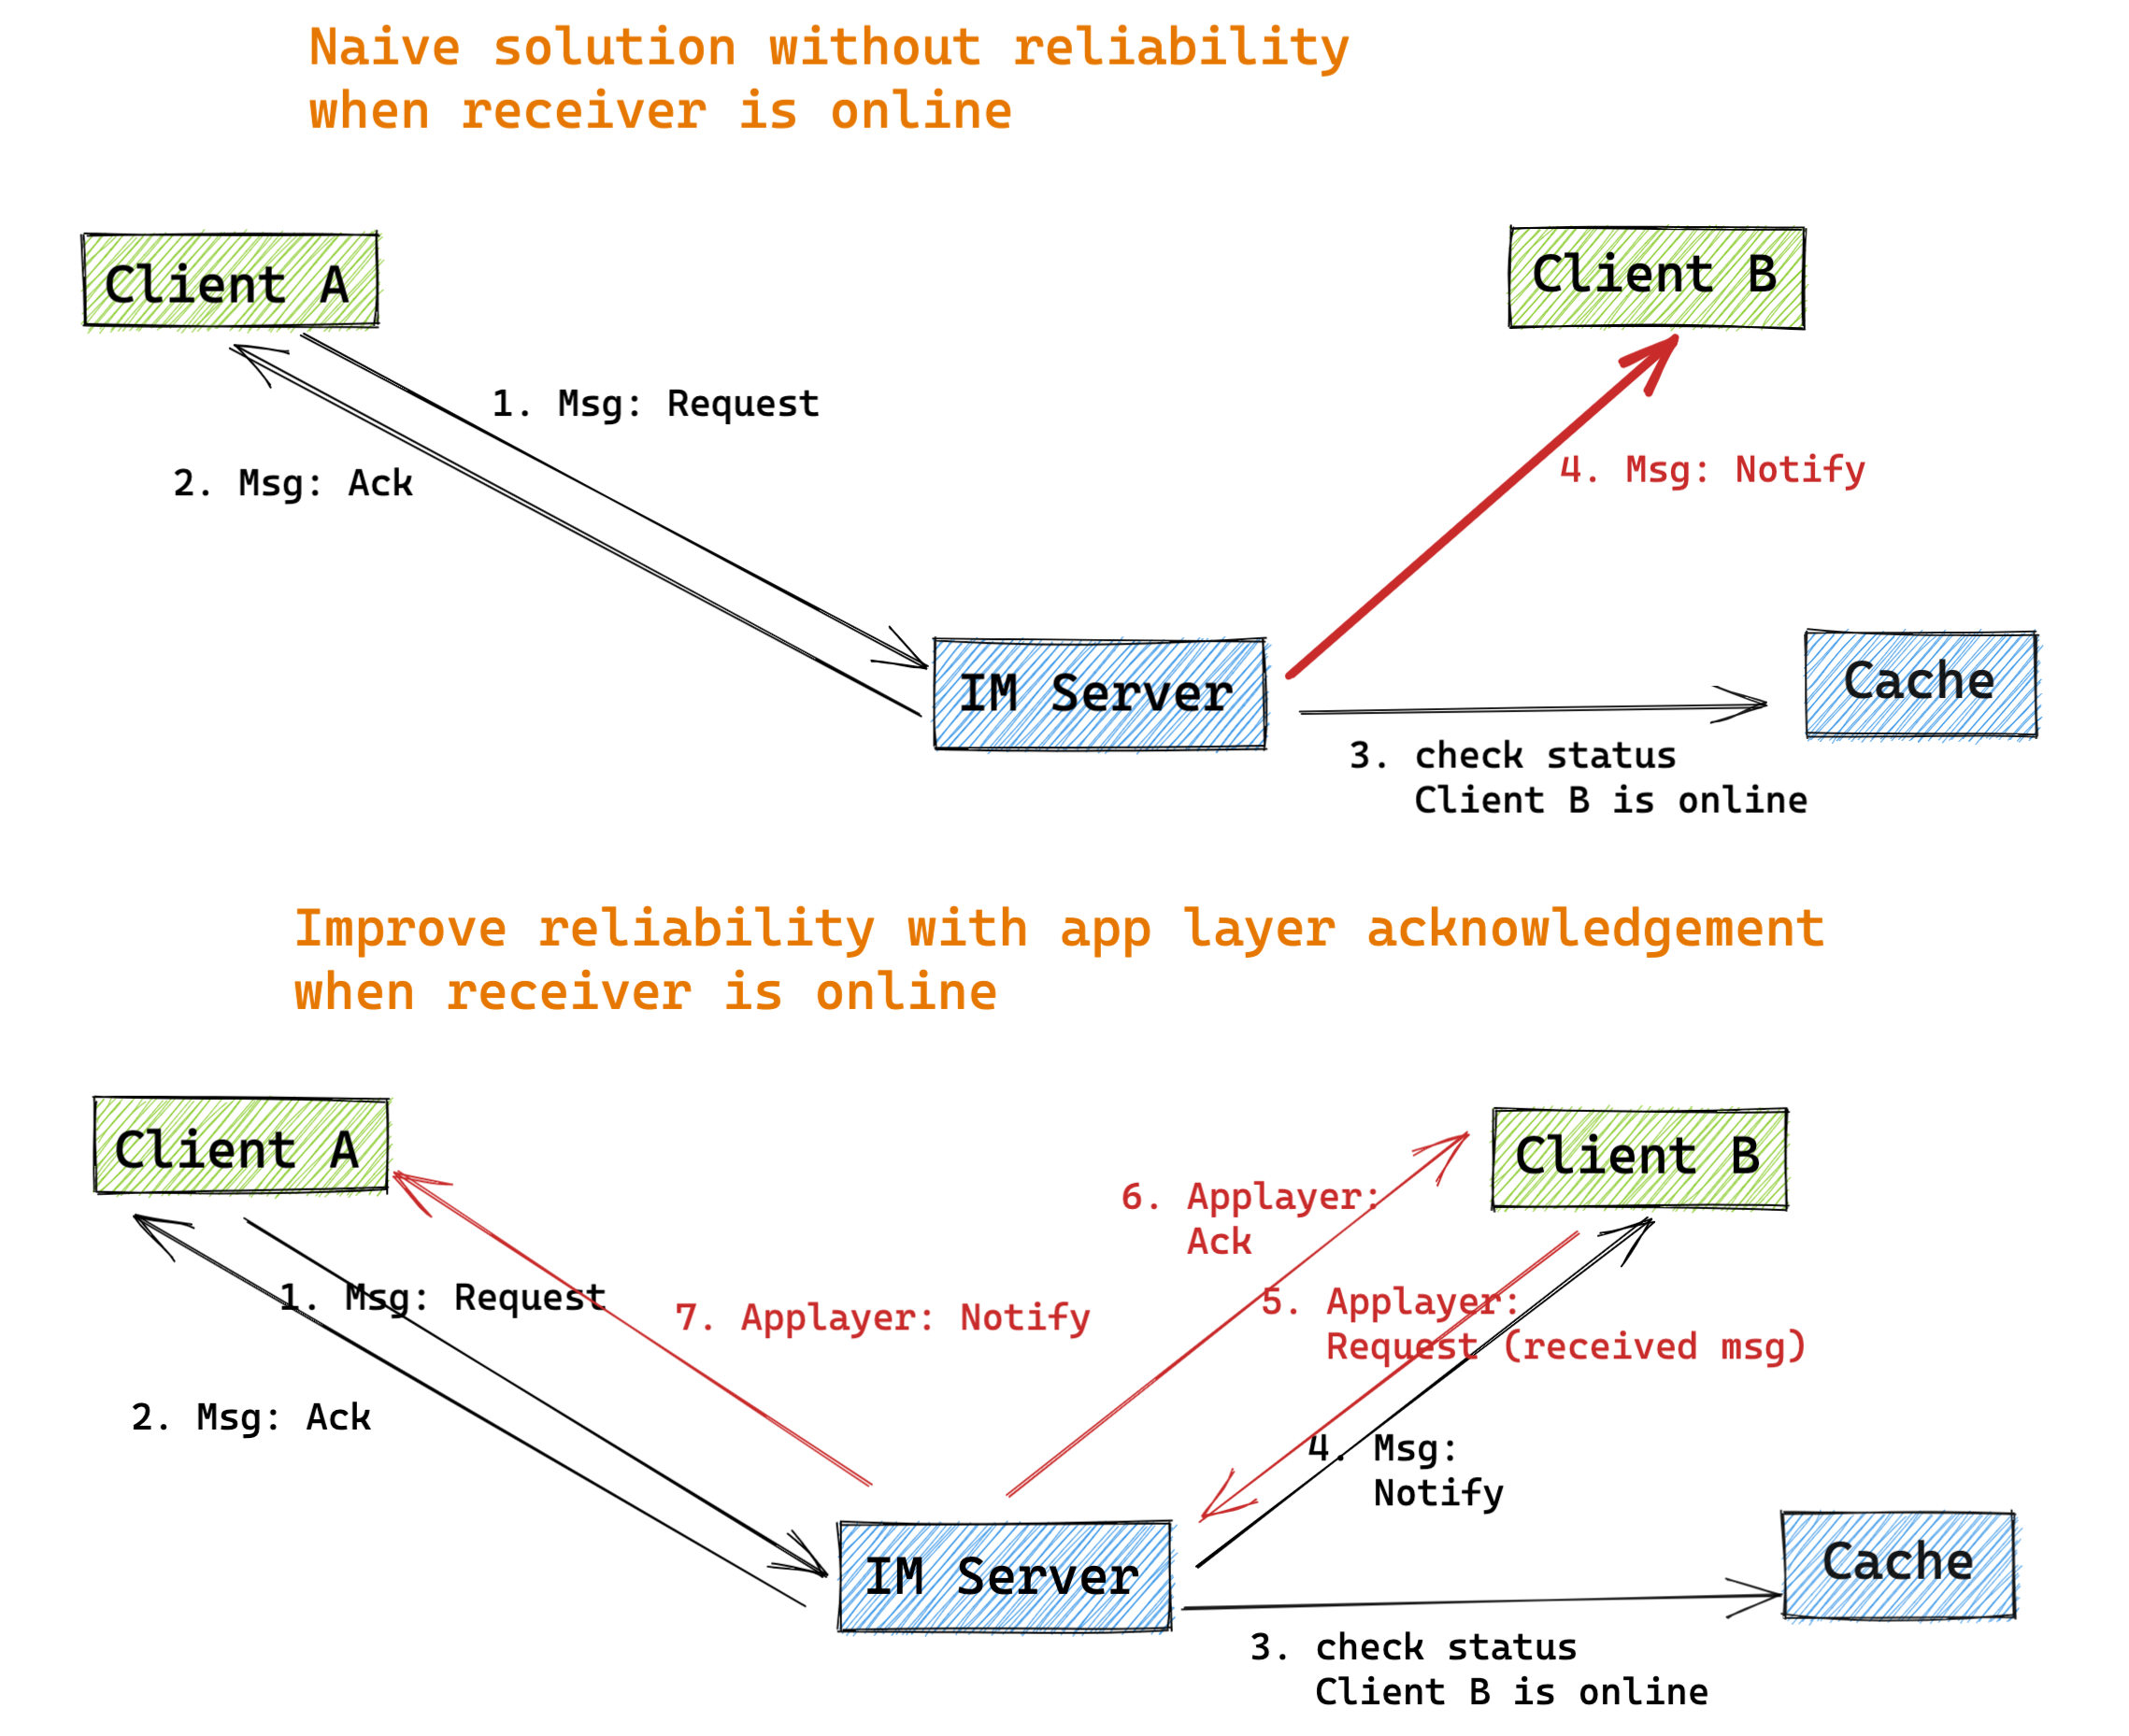 Naive solution without reliability
when receiver is online
Client A
Client B
1. Msg: Request
2. Msg: Ack
4. Msg: Notify
IM Server
Cache
3. check status
Client B is online
Improve reliability with app layer acknowledgement
when receiver is online
Client A
Client B
6. Applayer:
Ack
1. Msg: Request
7. Applayer: Notify
5. Applayer:
Request (received msg)
2. Msg: Ack
4. Msg:
Notify
IM Server
Cache
3. check status
Client B is online